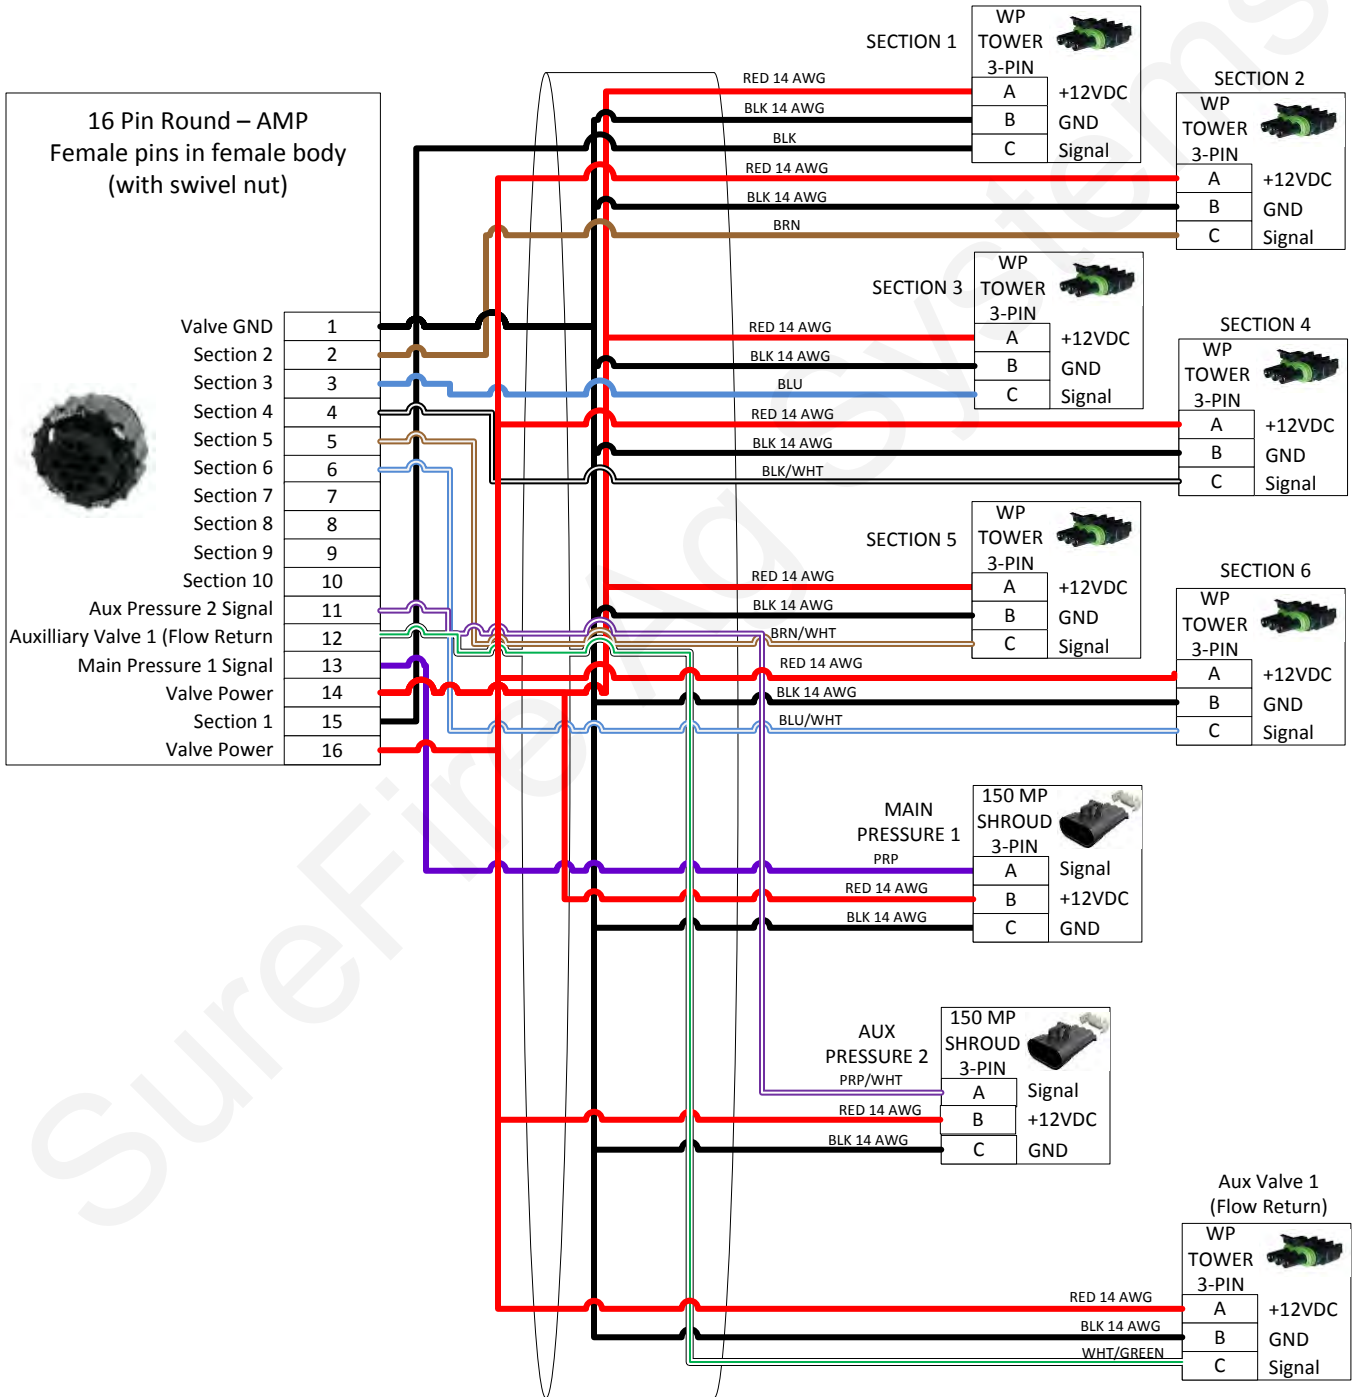 16 Pin Round – AMP
Female pins in female body
(with swivel nut)
Valve GND 1
Section 2 2
Section 3 3
Section 4 4
Section 5 5
Section 6 6
Section 7 7
Section 8 8
Section 9 9
Section 10 10
Aux Pressure 2 Signal 11
Auxilliary Valve 1 (Flow Return 12
Main Pressure 1 Signal 13
Valve Power 14
Section 1 15
Valve Power 16
SECTION 1
WP
TOWER
3-PIN
RED 14 AWG A +12VDC
BLK 14 AWG B GND
BLK C Signal
SECTION 2
WP
TOWER
3-PIN
RED 14 AWG A +12VDC
BLK 14 AWG B GND
BRN C Signal
SECTION 3
WP
TOWER
3-PIN
RED 14 AWG A +12VDC
BLK 14 AWG B GND
BLU C Signal
SECTION 4
WP
TOWER
3-PIN
RED 14 AWG A +12VDC
BLK 14 AWG B GND
BLK/WHT C Signal
SECTION 5
WP
TOWER
3-PIN
RED 14 AWG A +12VDC
BLK 14 AWG B GND
BRN/WHT C Signal
SECTION 6
WP
TOWER
3-PIN
RED 14 AWG A +12VDC
BLK 14 AWG B GND
BLU/WHT C Signal
MAIN
PRESSURE 1
150 MP
SHROUD
3-PIN
PRP A Signal
RED 14 AWG B +12VDC
BLK 14 AWG C GND
AUX
PRESSURE 2
150 MP
SHROUD
3-PIN
PRP/WHT A Signal
RED 14 AWG B +12VDC
BLK 14 AWG C GND
Aux Valve 1
(Flow Return)
WP
TOWER
3-PIN
RED 14 AWG A +12VDC
BLK 14 AWG B GND
WHT/GREEN C Signal
SureFire Ag Systems